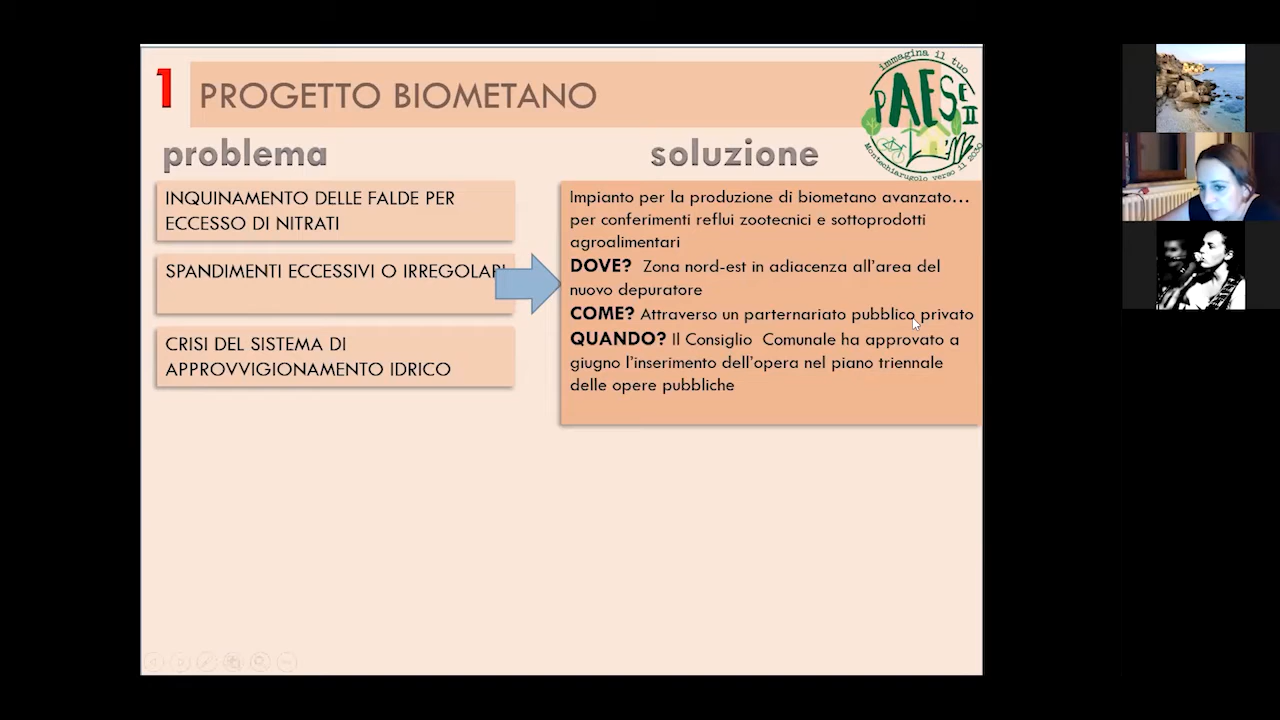 1 PROGETTO BIOMETANO
immagina il tuo
PAESE
II
Montechiarugolo verso il 2030
problema
soluzione
INQUINAMENTO DELLE FALDE PER
ECCESSO DI NITRATI
SPANDIMENTI ECCESSIVI O IRREGOLARI
CRISI DEL SISTEMA DI
APPROVVIGIONAMENTO IDRICO
Impianto per la produzione di biometano avanzato...
per conferimenti reflui zootecnici e sottoprodotti
agroalimentari
DOVE? Zona nord-est in adiacenza all'area del
nuovo depuratore
COME? Attraverso un parternariato pubblico privato
QUANDO? Il Consiglio Comunale ha approvato a
giugno l'inserimento dell'opera nel piano triennale
delle opere pubbliche